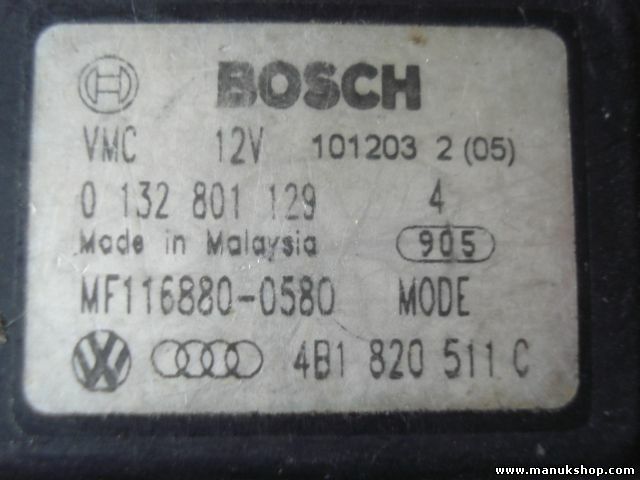 BOSCH
VMC 12V 101203 2 (05)
0 132 801 129 4
Made in Malaysia 905
MF116880-0580 MODE
4B1 820 511 C
www.manukshop.com